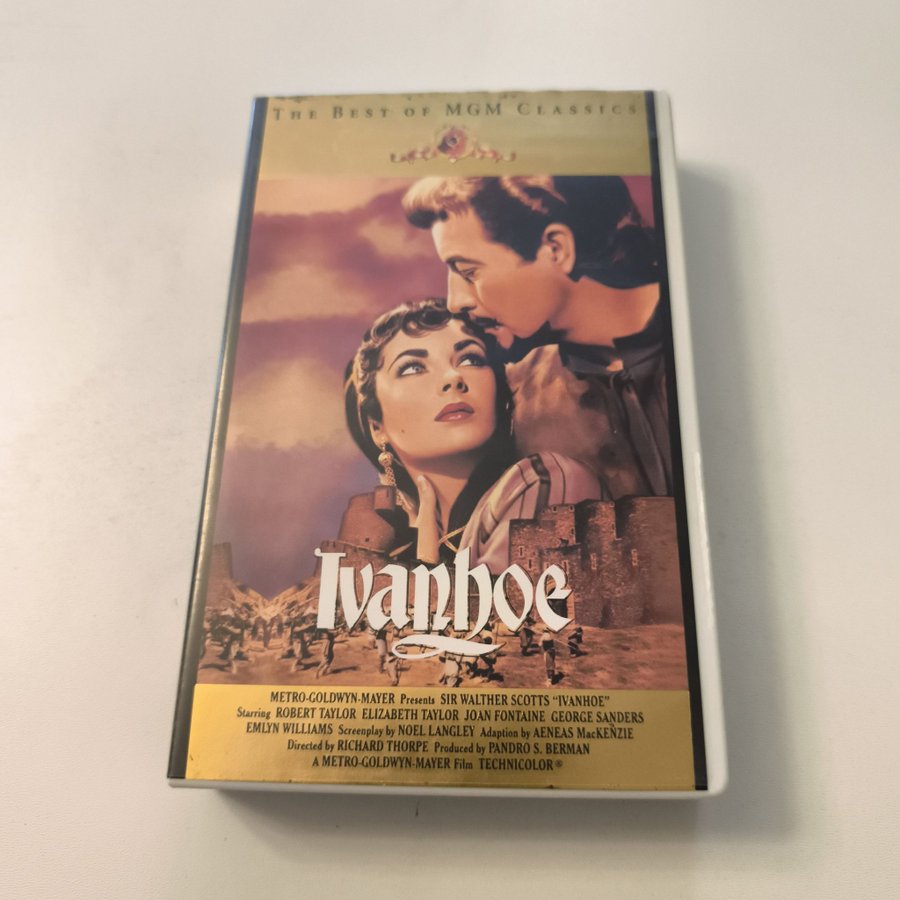 THE BEST OF MGM CLASSICS
Ivanhoe
METRO-GOLDWYN-MAYER Presents SIR WALTHER SCOTTS "IVANHOE"
Starring ROBERT TAYLOR ELIZABETH TAYLOR JOAN FONTAINE GEORGE SANDERS
EMLYN WILLIAMS Screenplay by NOEL LANGLEY Adaption by AENEAS MacKENZIE
Directed by RICHARD THORPE Produced by PANDRO S. BERMAN
A METRO-GOLDWYN-MAYER Film TECHNICOLOR®